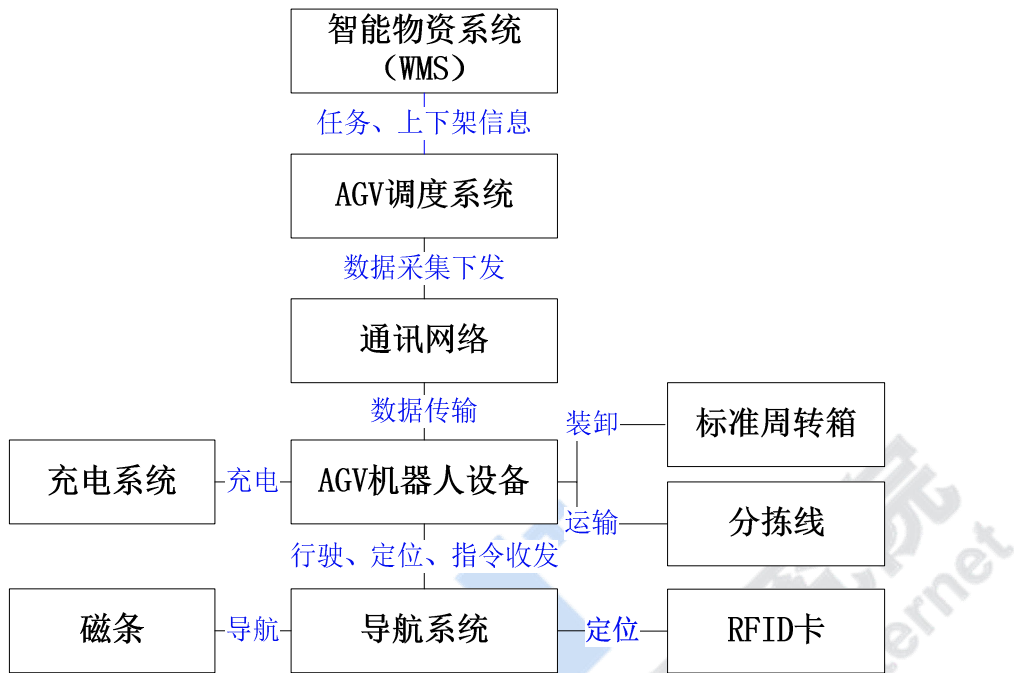 智能物资系统
（WMS）
任务、上下架信息
AGV调度系统
数据采集下发
通讯网络
数据传输
装卸
标准周转箱
充电系统
充电
AGV机器人设备
运输
分拣线
行驶、定位、指令收发
磁条
导航
导航系统
定位
RFID卡
院
ernet